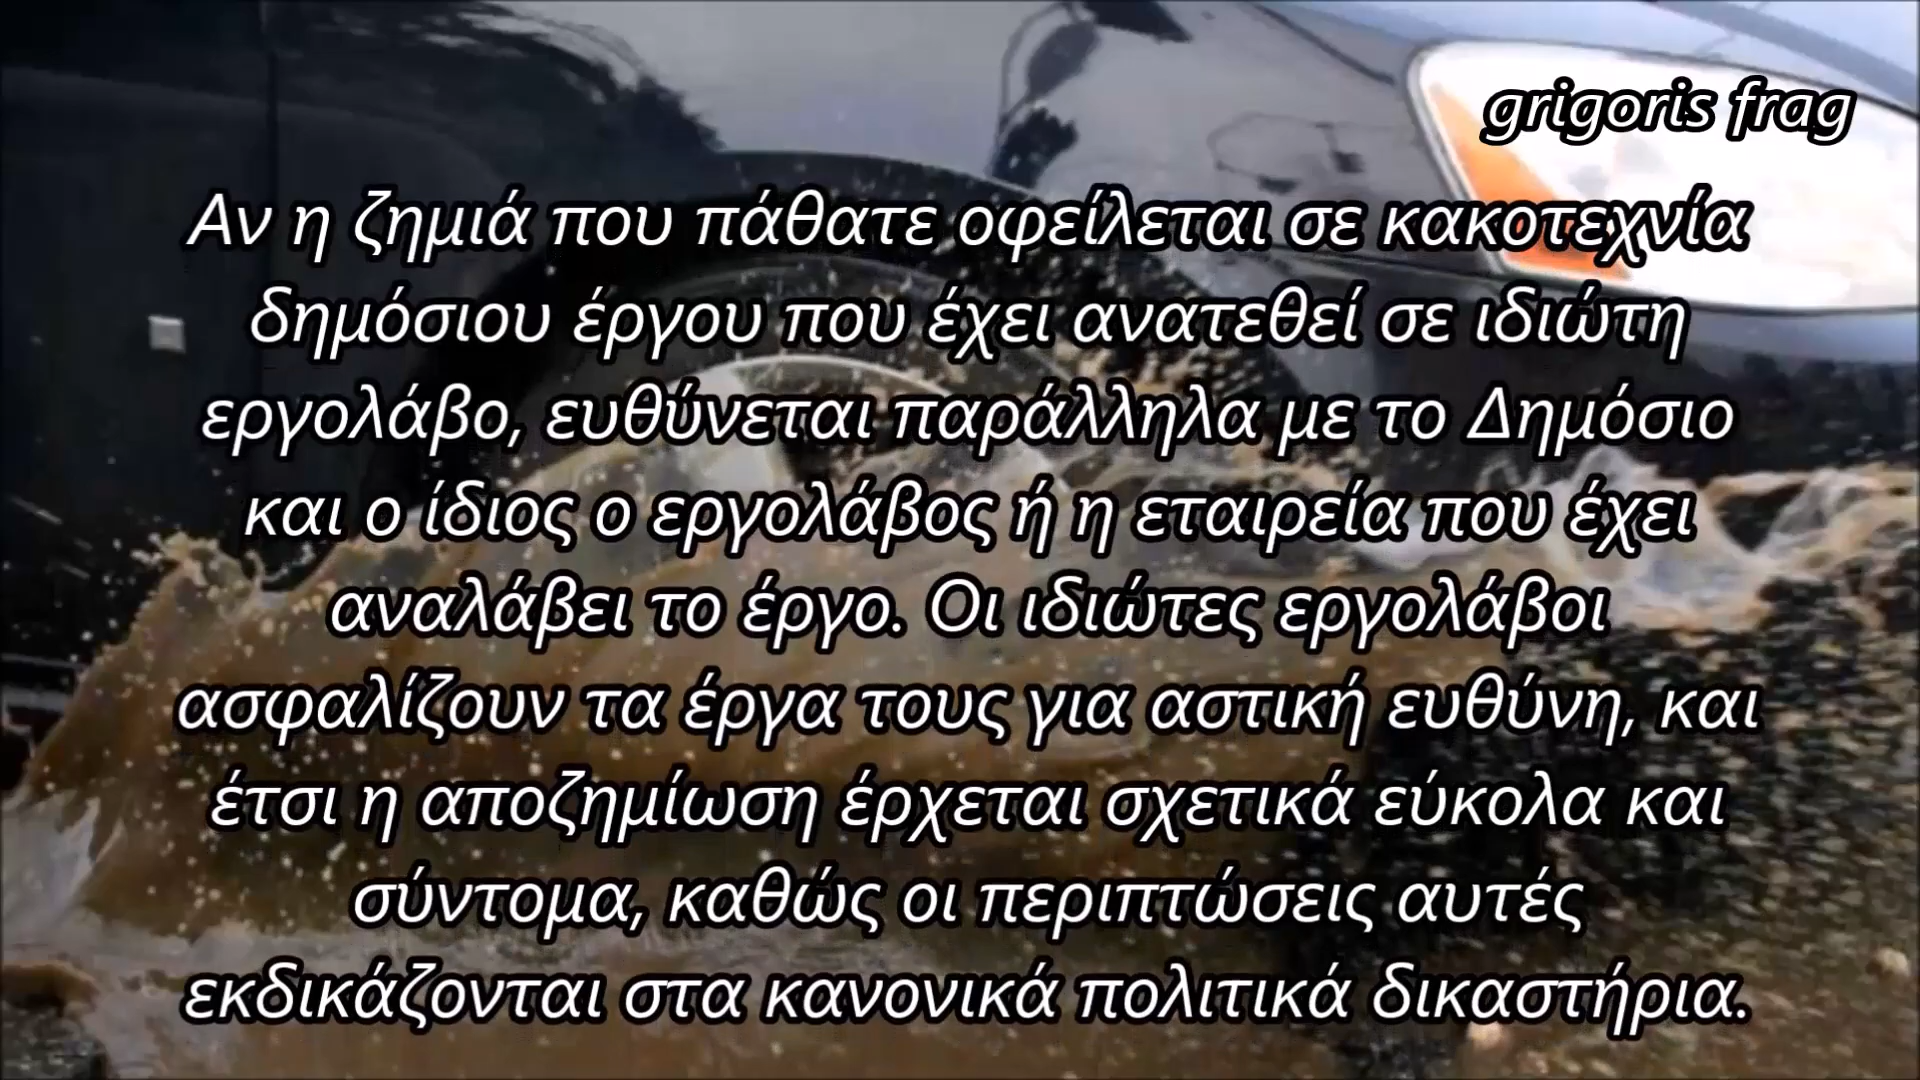 grigoris frag
Αν η ζημιά που πάθατε οφείλεται σε κακοτεχνία
δημόσιου έργου που έχει ανατεθεί σε ιδιώτη
εργολάβο, ευθύνεται παράλληλα με το Δημόσιο
και ο ίδιος ο εργολάβος ή η εταιρεία που έχει
αναλάβει το έργο. Οι ιδιώτες εργολάβοι
ασφαλίζουν τα έργα τους για αστική ευθύνη, και
έτσι η αποζημίωση έρχεται σχετικά εύκολα και
σύντομα, καθώς οι περιπτώσεις αυτές
εκδικάζονται στα κανονικά πολιτικά δικαστήρια.